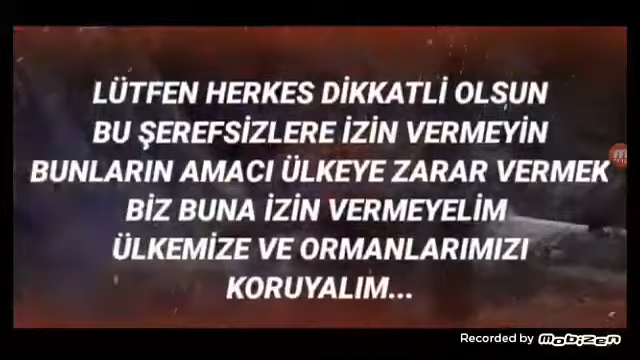 LÜTFEN HERKES DİKKATLİ OLSUN
BU ŞEREFSİZLERE İZİN VERMEYİN
BUNLARIN AMACI ÜLKEYE ZARAR VERMEK
BİZ BUNA İZİN VERMEYELİM
ÜLKEMİZE VE ORMANLARIMIZI
KORUYALIM...
Recorded by Mobizen